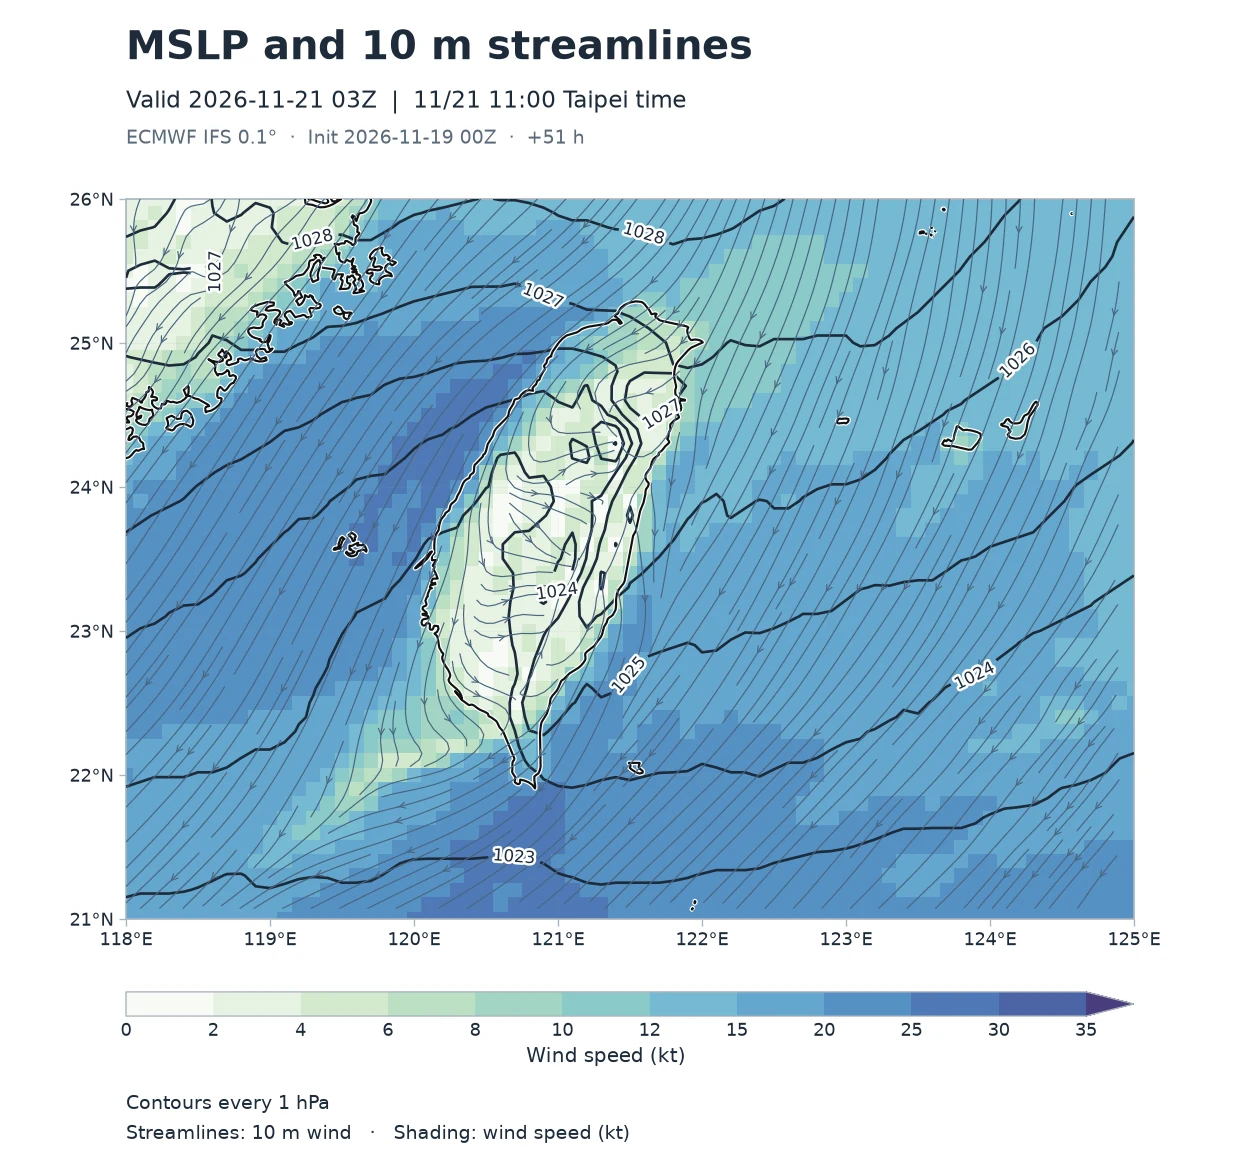 MSLP and 10 m streamlines
Valid 2026-11-21 03Z | 11/21 11:00 Taipei time
ECMWF IFS 0.1° · Init 2026-11-19 00Z · +51 h
26°N
25°N
24°N
23°N
22°N
21°N
1028
1028
1027
1027
1026
1027
1024
1025
1024
1023
118°E 119°E 120°E 121°E 122°E 123°E 124°E 125°E
0 2 4 6 8 10 12 15 20 25 30 35
Wind speed (kt)
Contours every 1 hPa
Streamlines: 10 m wind · Shading: wind speed (kt)